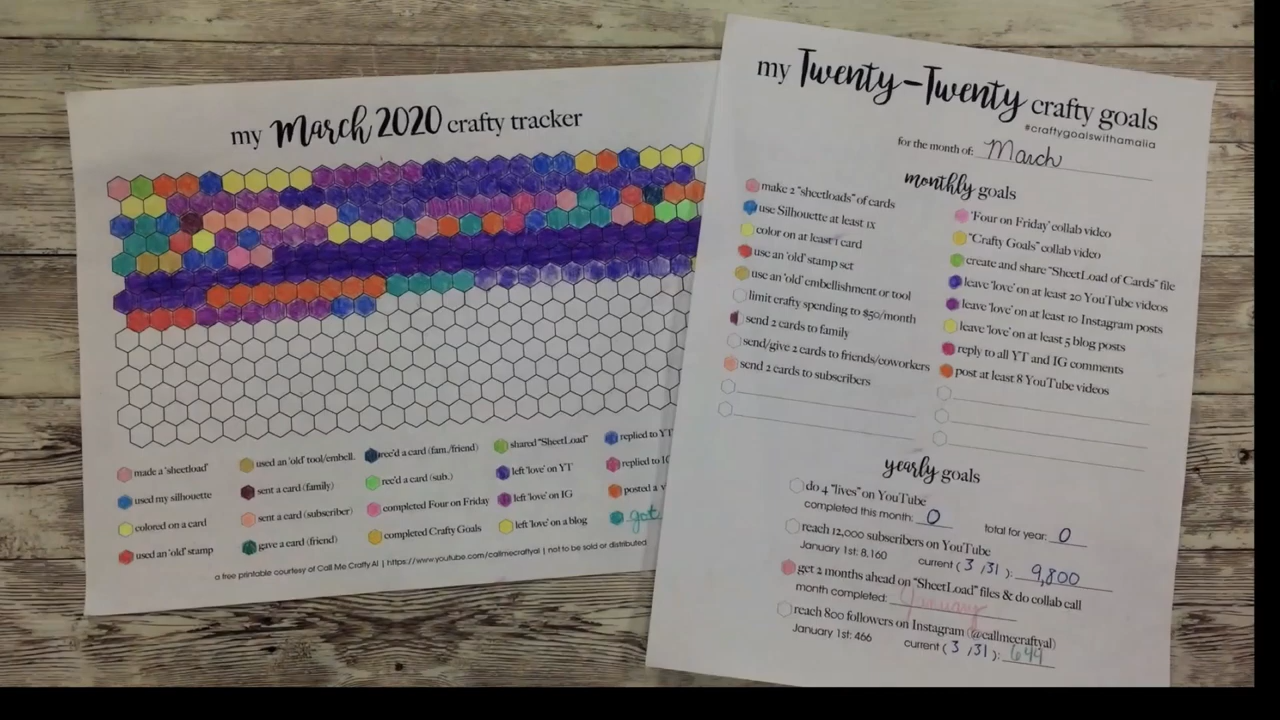 my March 2020 crafty tracker
made a 'sheetload'
used my silhouette
colored on a card
used an 'old' stamp
used an 'old' tool/embell.
sent a card (family)
sent a card (subscriber)
gave a card (friend)
rec'd a card (fam./friend)
rec'd a card (sub.)
completed Four on Friday
completed Crafty Goals
shared "SheetLoad"
left 'love' on YT
left 'love' on IG
left 'love' on a blog
replied to YT
replied to IG
posted a
got
a free printable courtesy of Call Me CraftyAl | https://www.youtube.com/callmecraftyal | not to be sold or distributed
my Twenty-Twenty crafty goals
#craftygoalswithamalia
for the month of: March
monthly goals
make 2 "sheetloads" of cards
use Silhouette at least 1x
color on at least 1 card
use an 'old' stamp set
use an 'old' embellishment or tool
limit crafty spending to $50/month
send 2 cards to family
send/give 2 cards to friends/coworkers
send 2 cards to subscribers
'Four on Friday' collab video
"Crafty Goals" collab video
create and share "SheetLoad of Cards" file
leave 'love' on at least 20 YouTube videos
leave 'love' on at least 10 Instagram posts
leave 'love' on at least 5 blog posts
reply to all YT and IG comments
post at least 8 YouTube videos
yearly goals
do 4 "lives" on YouTube
completed this month: 0 total for year: 0
reach 12,000 subscribers on YouTube
January 1st: 8,160 current ( 3 / 31 ): 9,800
get 2 months ahead on "SheetLoad" files & do collab call
month completed: January
reach 800 followers on Instagram (@callmecraftyal)
January 1st: 466 current ( 3 / 31 ): 649